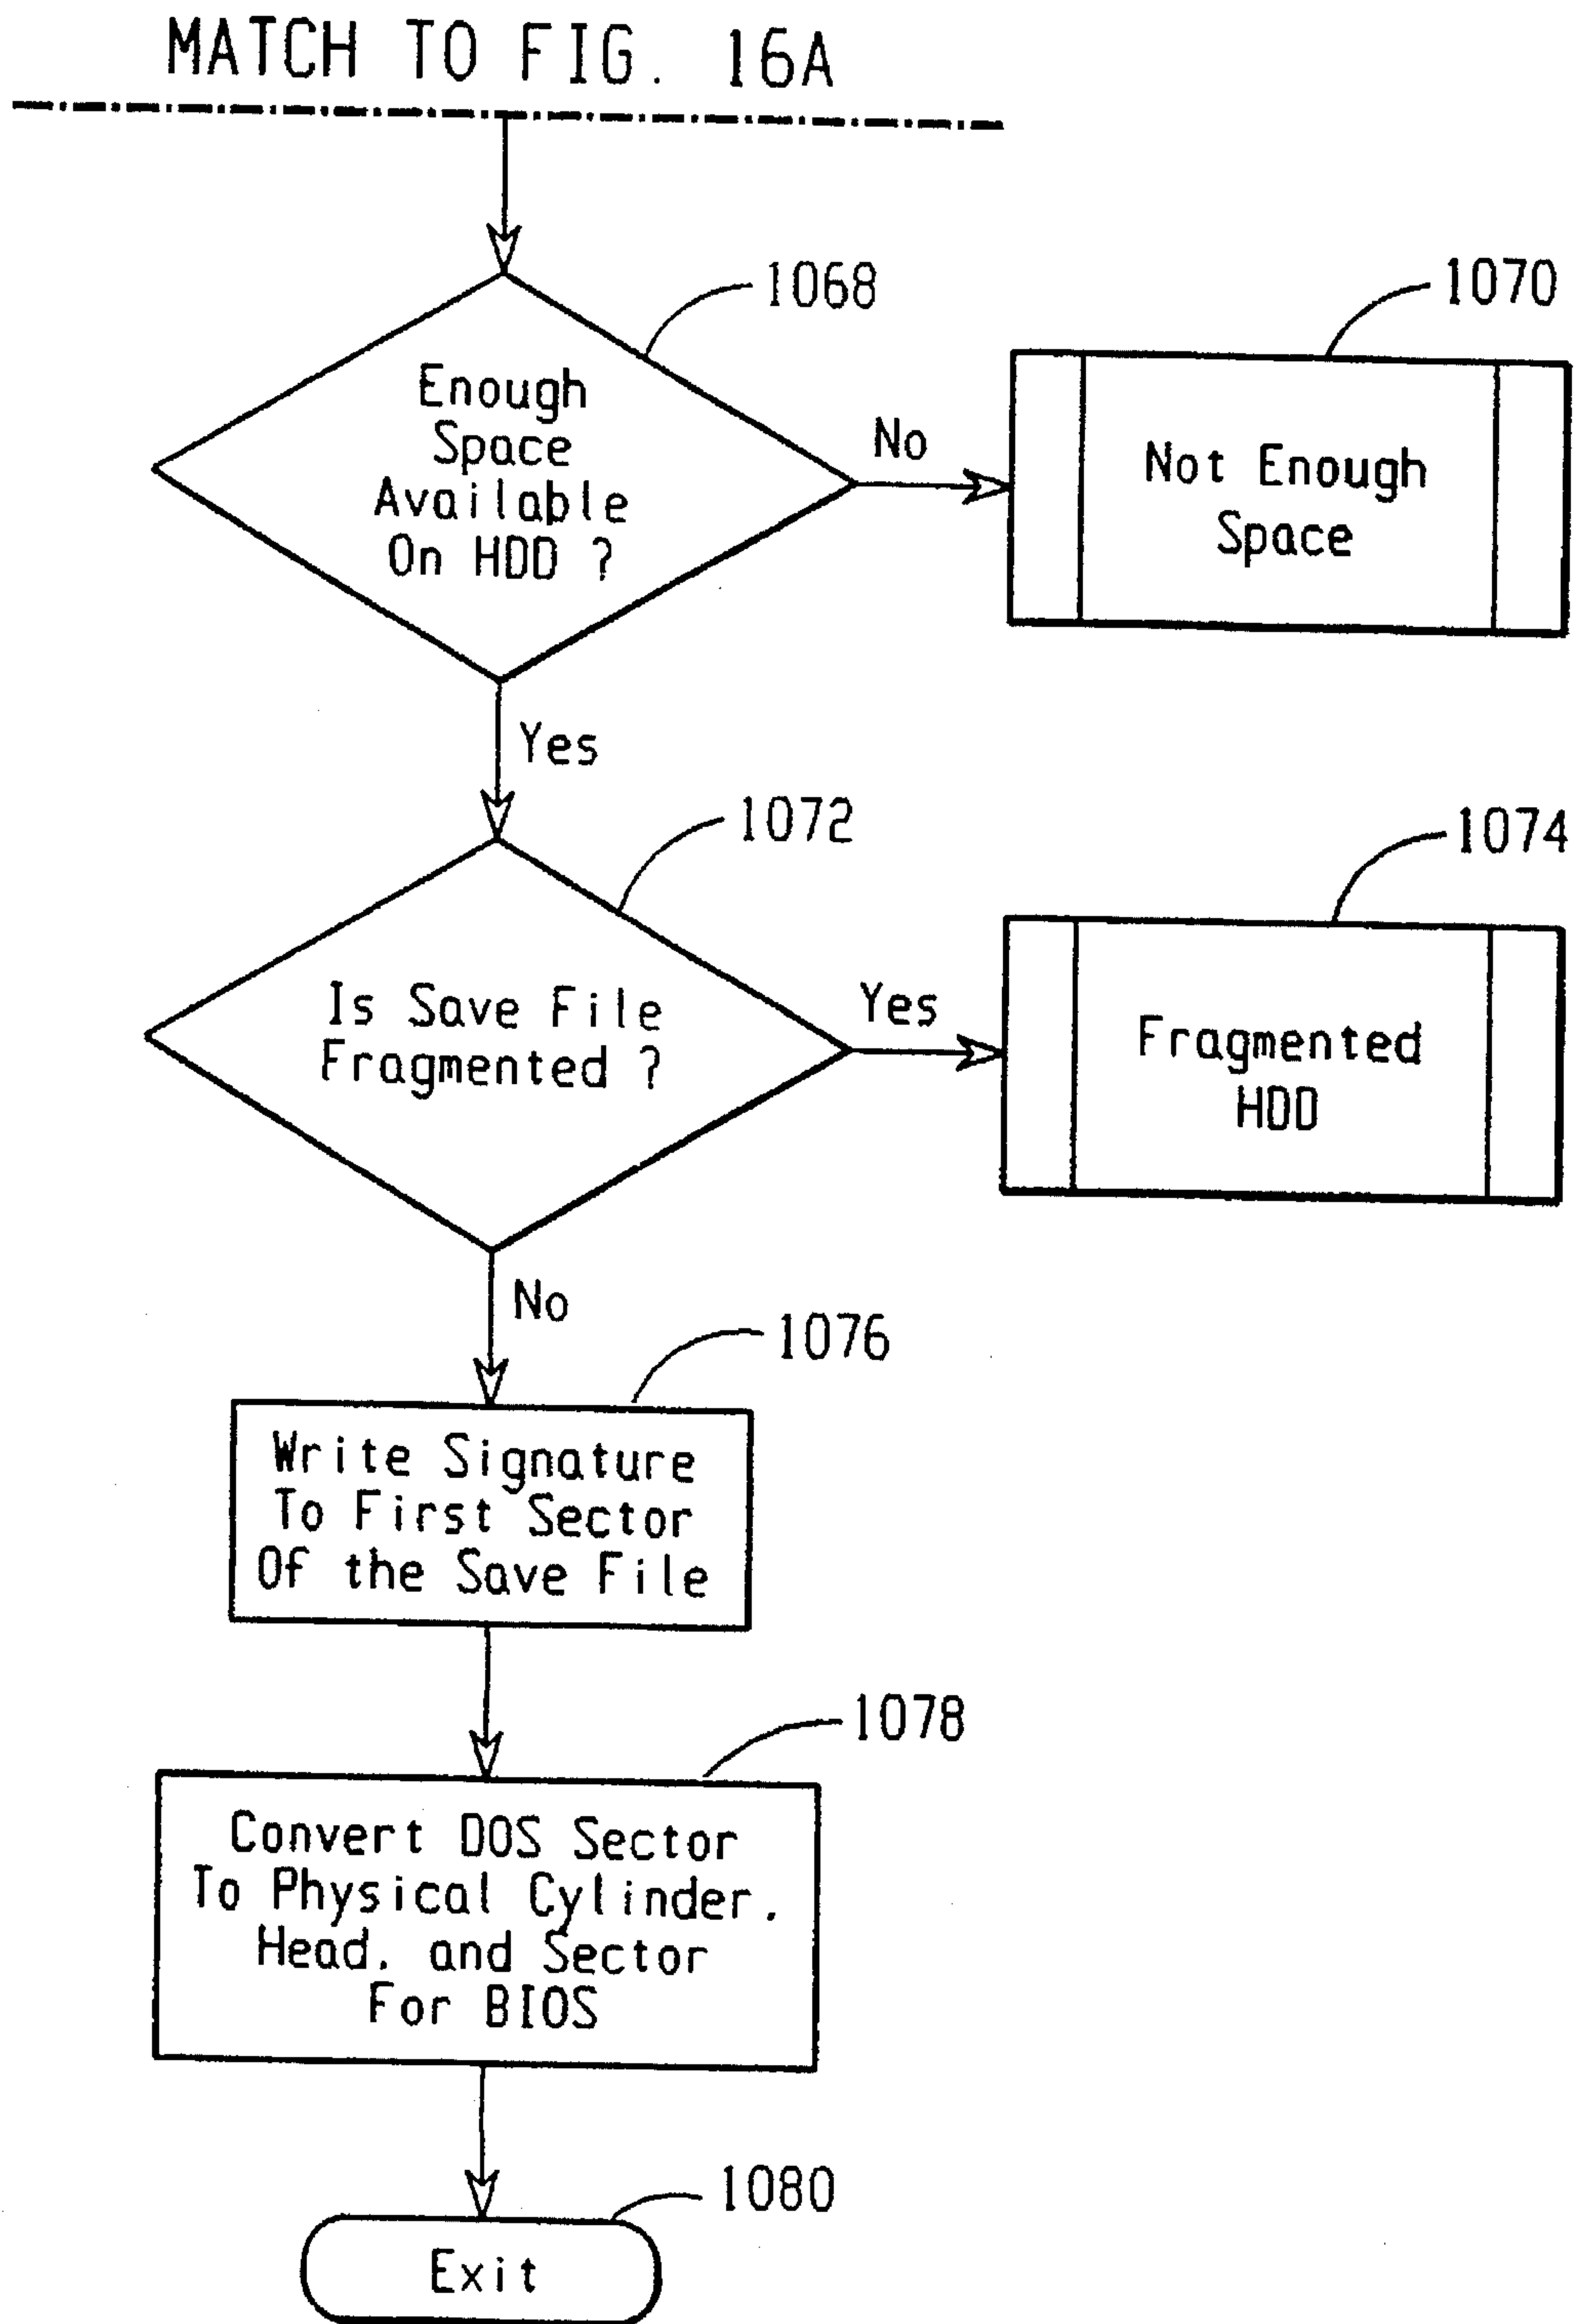 MATCH TO FIG. 16A
1068
Enough
Space
Available
On HDD ?
No
1070
Not Enough
Space
Yes
1072
Is Save File
Fragmented ?
Yes
1074
Fragmented
HDD
No
1076
Write Signature
To First Sector
Of the Save File
1078
Convert DOS Sector
To Physical Cylinder.
Head. and Sector
For BIOS
1080
Exit